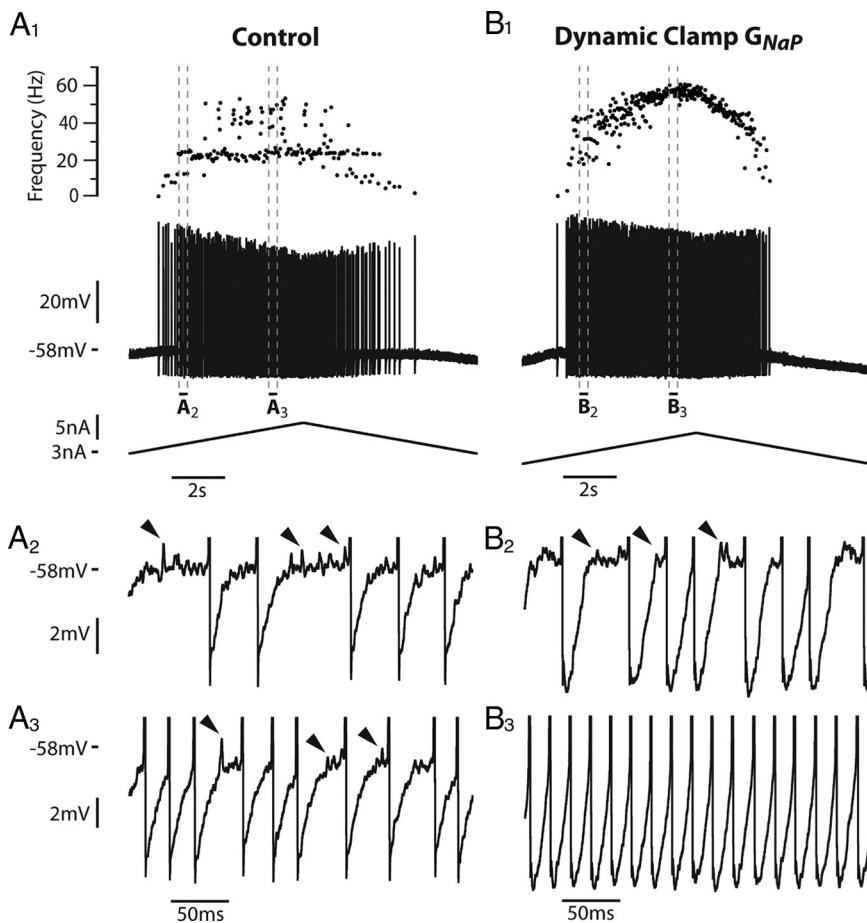 A1
Control
B1
Dynamic Clamp GNaP
Frequency (Hz)
60
40
20
0
20mV
-58mV
A2
A3
B2
B3
5nA
3nA
2s
2s
A2
-58mV
2mV
B2
A3
-58mV
2mV
B3
50ms
50ms